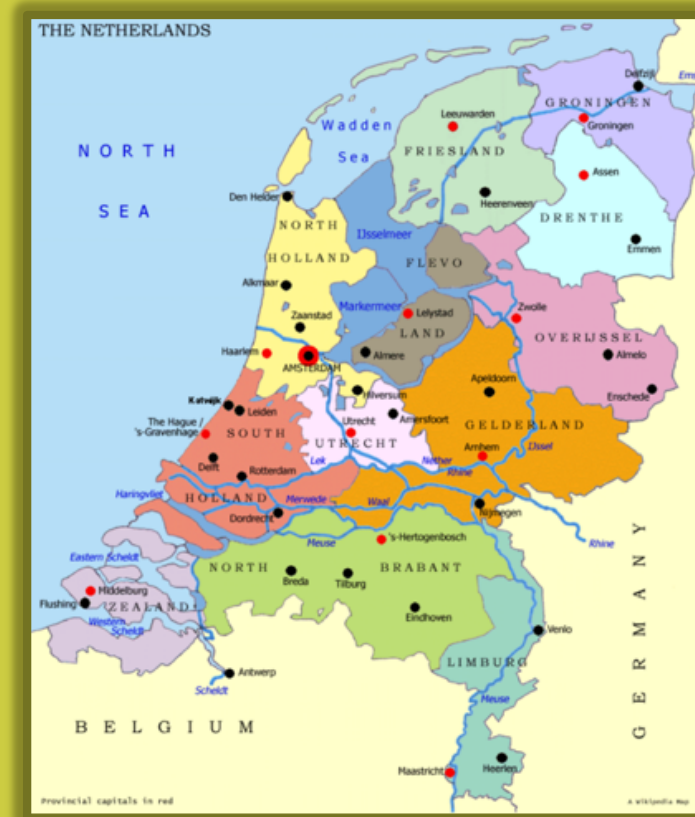 THE NETHERLANDS
Delfzijl
GRONINGEN
Leeuwarden
Groningen
Wadden
Sea
FRIESLAND
NORTH
SEA
Assen
Den Helder
Heerenveen
DRENTHE
NORTH
HOLLAND
IJsselmeer
Emmen
FLEVO
LAND
Alkmaar
Markermeer
Lelystad
Zwolle
Zaanstad
OVERIJSSEL
Haarlem
AMSTERDAM
Almere
Almelo
Apeldoorn
Enschede
Hilversum
Katwijk
Leiden
Utrecht
Amersfoort
The Hague /
's-Gravenhage
SOUTH
HOLLAND
UTRECHT
GELDERLAND
Arnhem
IJssel
Delft
Lek
Nether
Rhine
Rotterdam
Haringvliet
Merwede
Waal
Dordrecht
Nijmegen
Meuse
's-Hertogenbosch
Rhine
Eastern Scheldt
NORTH
BRABANT
Breda
Tilburg
Middelburg
Flushing
ZEALAND
Western
Scheldt
Eindhoven
Venlo
LIMBURG
Antwerp
Scheldt
Meuse
BELGIUM
GERMANY
Maastricht
Heerlen
Provincial capitals in red
A Wikipedia Map